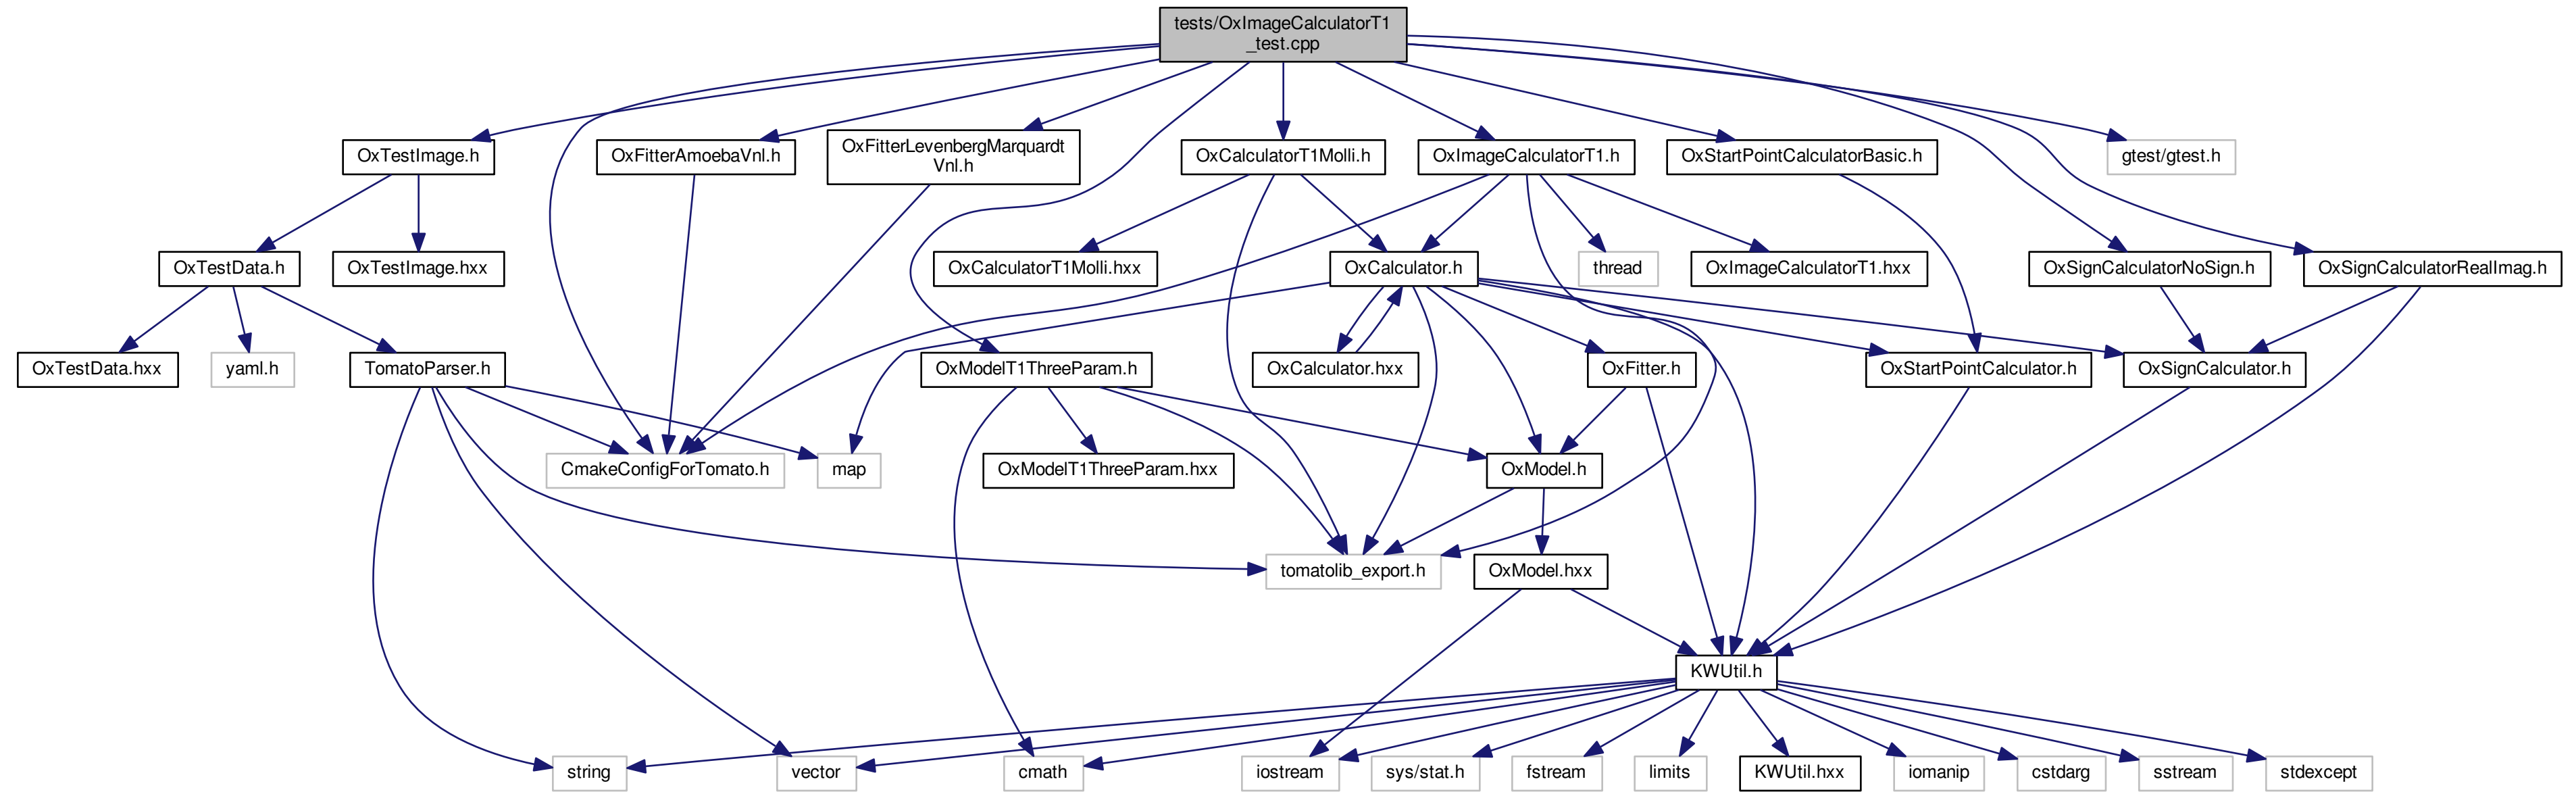 tests/OxImageCalculatorT1
_test.cpp
OxTestImage.h
OxFitterAmoebaVnl.h
OxFitterLevenbergMarquardt
Vnl.h
OxCalculatorT1Molli.h
OxImageCalculatorT1.h
OxStartPointCalculatorBasic.h
gtest/gtest.h
OxTestData.h
OxTestImage.hxx
OxCalculatorT1Molli.hxx
OxCalculator.h
thread
OxImageCalculatorT1.hxx
OxSignCalculatorNoSign.h
OxSignCalculatorRealImag.h
OxTestData.hxx
yaml.h
TomatoParser.h
OxModelT1ThreeParam.h
OxCalculator.hxx
OxFitter.h
OxStartPointCalculator.h
OxSignCalculator.h
CmakeConfigForTomato.h
map
OxModelT1ThreeParam.hxx
OxModel.h
tomatolib_export.h
OxModel.hxx
KWUtil.h
string
vector
cmath
iostream
sys/stat.h
fstream
limits
KWUtil.hxx
iomanip
cstdarg
sstream
stdexcept